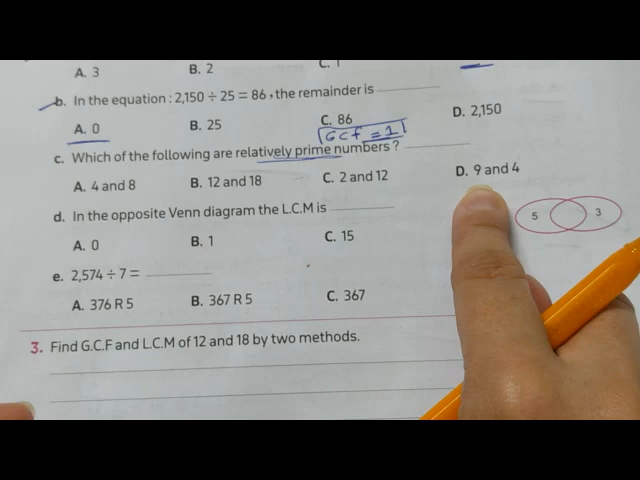 A. 3 B. 2 C. 1
b. In the equation : 2,150 ÷ 25 = 86 , the remainder is
A. 0 B. 25 C. 86 D. 2,150
GCF = 1
c. Which of the following are relatively prime numbers ?
A. 4 and 8 B. 12 and 18 C. 2 and 12 D. 9 and 4
d. In the opposite Venn diagram the L.C.M is
5 3
A. 0 B. 1 C. 15
e. 2,574 ÷ 7 =
A. 376 R 5 B. 367 R 5 C. 367
3. Find G.C.F and L.C.M of 12 and 18 by two methods.